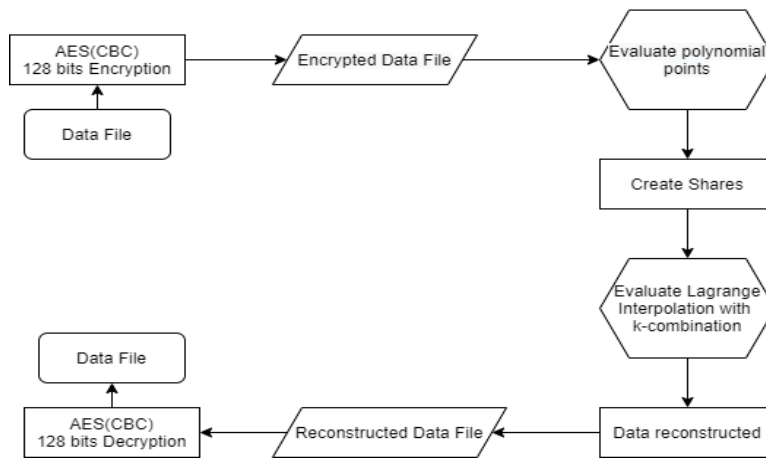 AES(CBC)
128 bits Encryption
Encrypted Data File
Evaluate polynomial
points
Data File
Create Shares
Evaluate Lagrange
Interpolation with
k-combination
Data File
AES(CBC)
128 bits Decryption
Reconstructed Data File
Data reconstructed